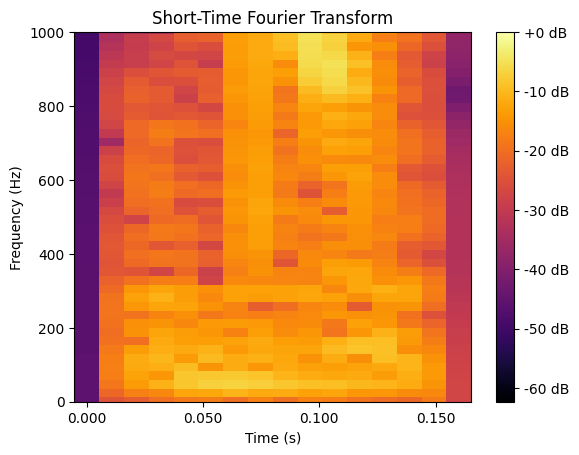 Short-Time Fourier Transform
1000
800
600
400
200
0
Frequency (Hz)
0.000
0.050
0.100
0.150
Time (s)
+0 dB
-10 dB
-20 dB
-30 dB
-40 dB
-50 dB
-60 dB